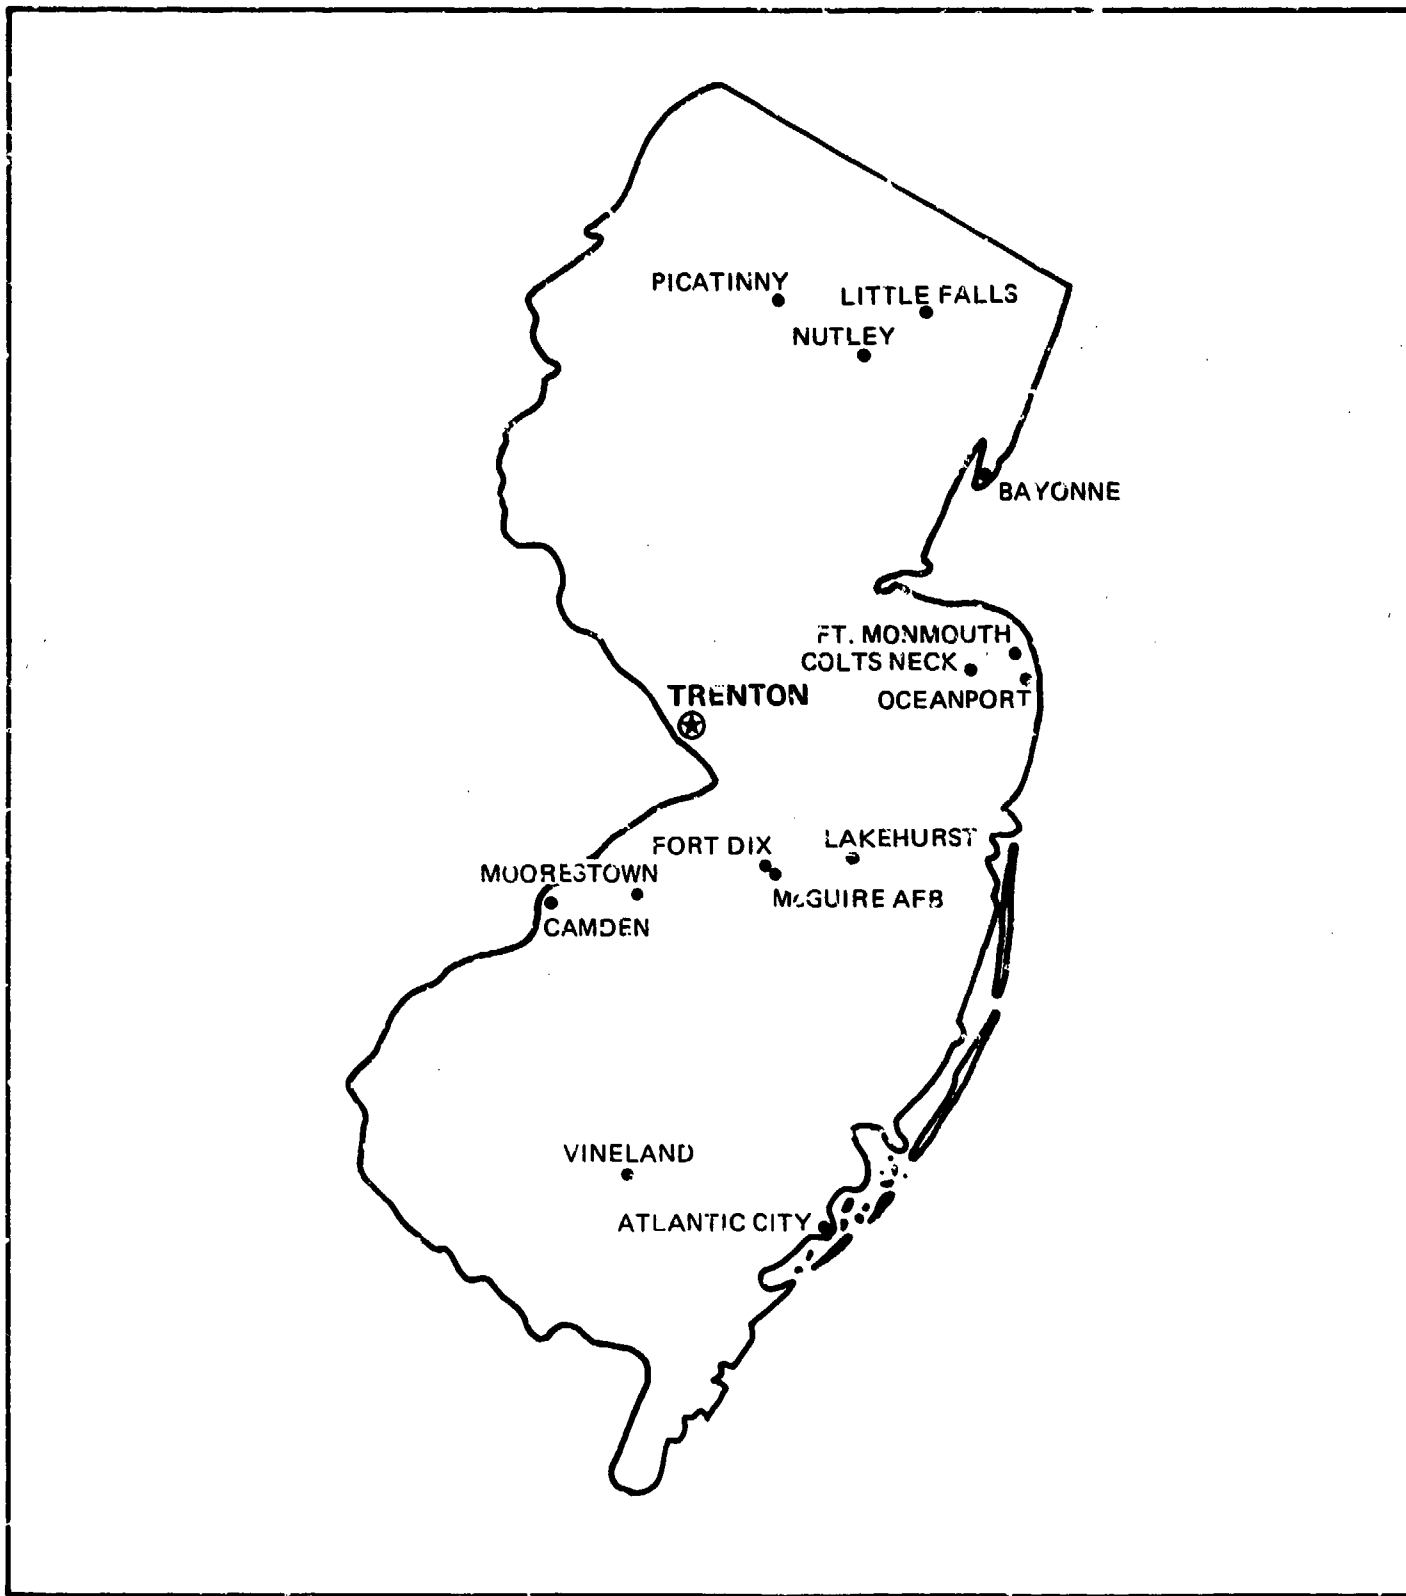 PICATINNY
LITTLE FALLS
NUTLEY
BAYONNE
FT. MONMOUTH
COLTS NECK
OCEANPORT
TRENTON
FORT DIX
LAKEHURST
MOORESTOWN
McGUIRE AFB
CAMDEN
VINELAND
ATLANTIC CITY